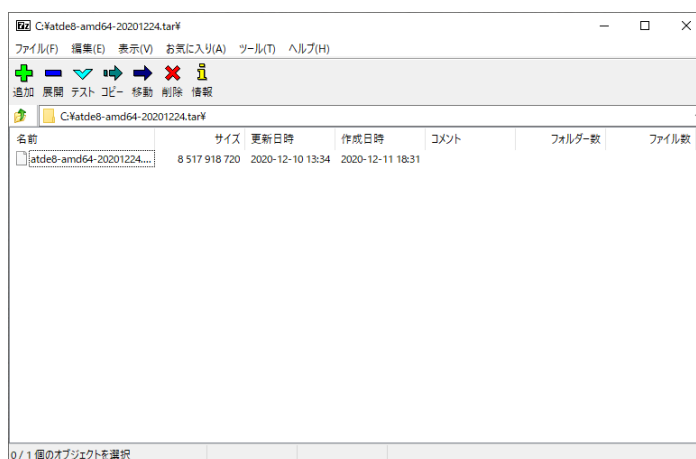 C:¥atde8-amd64-20201224.tar¥
ファイル(F) 編集(E) 表示(V) お気に入り(A) ツール(T) ヘルプ(H)
追加 展開 テスト コピー 移動 削除 情報
C:¥atde8-amd64-20201224.tar¥
名前 サイズ 更新日時 作成日時 コメント フォルダー数 ファイル数
atde8-amd64-20201224.... 8 517 918 720 2020-12-10 13:34 2020-12-11 18:31
0 / 1 個のオブジェクトを選択